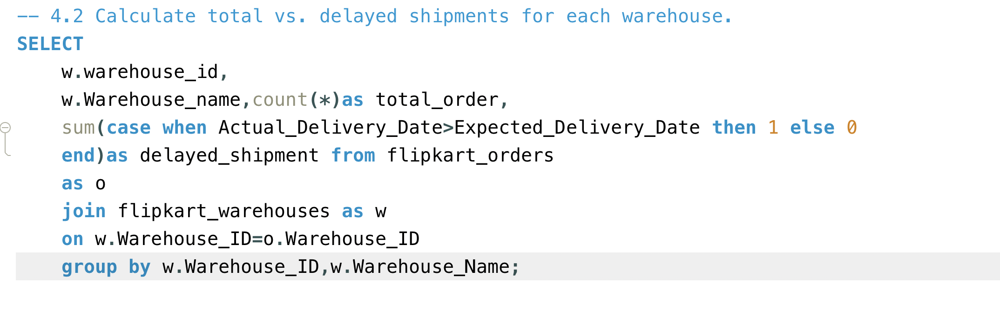 -- 4.2 Calculate total vs. delayed shipments for each warehouse.
SELECT
w.warehouse_id,
w.Warehouse_name,count(*)as total_order,
sum(case when Actual_Delivery_Date>Expected_Delivery_Date then 1 else 0
end)as delayed_shipment from flipkart_orders
as o
join flipkart_warehouses as w
on w.Warehouse_ID=o.Warehouse_ID
group by w.Warehouse_ID,w.Warehouse_Name;